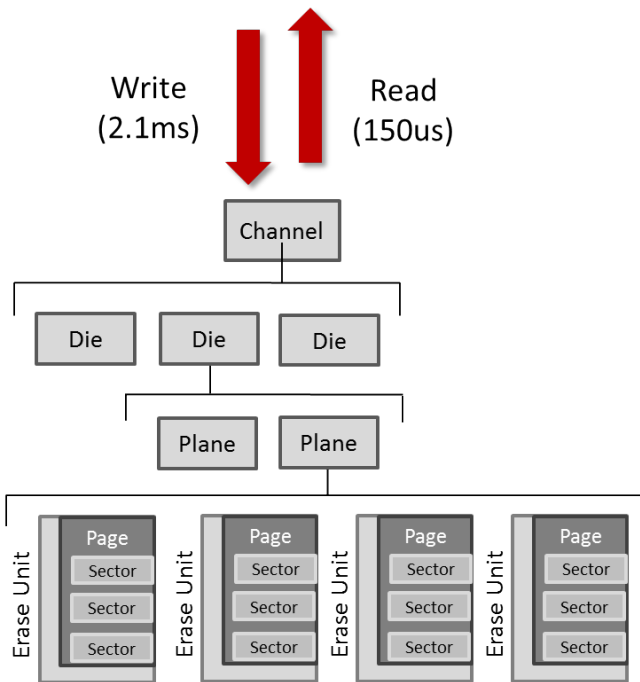 Write
(2.1ms)
Read
(150us)
Channel
Die
Die
Die
Plane
Plane
Erase Unit
Page
Sector
Sector
Sector
Erase Unit
Page
Sector
Sector
Sector
Erase Unit
Page
Sector
Sector
Sector
Erase Unit
Page
Sector
Sector
Sector